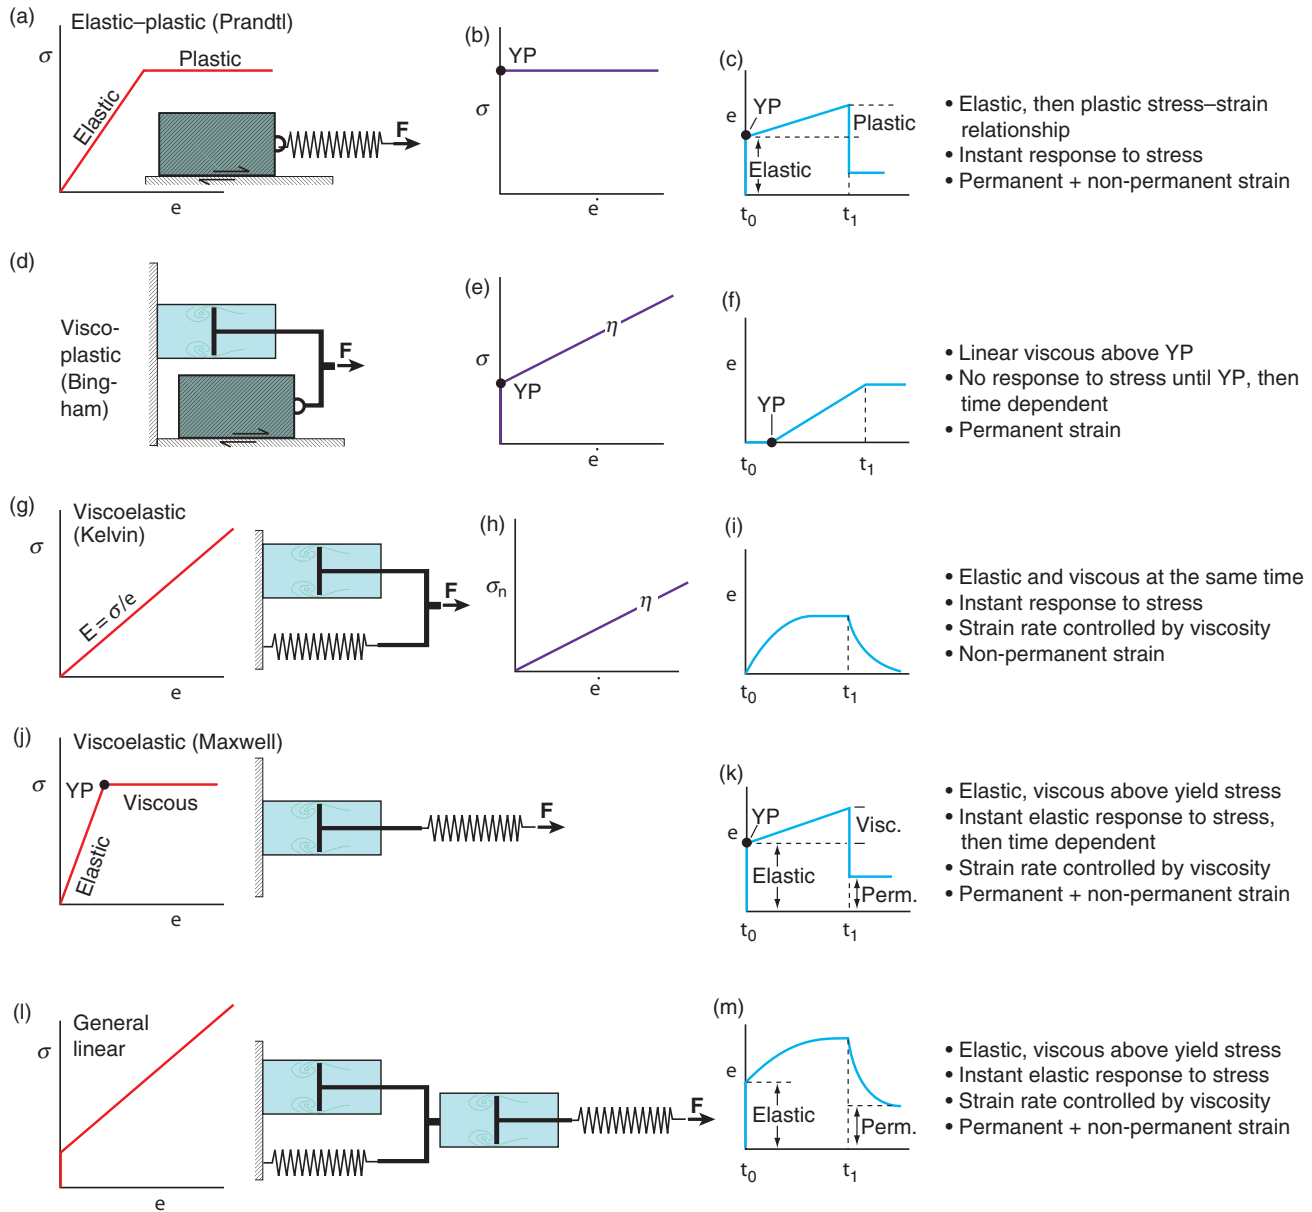 (a)
Elastic–plastic (Prandtl)
σ
Plastic
Elastic
F
e
(b)
YP
σ
ė
(c)
YP
e
Plastic
Elastic
t0
t1
• Elastic, then plastic stress–strain
relationship
• Instant response to stress
• Permanent + non-permanent strain
(d)
Visco-
plastic
(Bing-
ham)
F
(e)
σ
η
YP
ė
(f)
e
YP
t0
t1
• Linear viscous above YP
• No response to stress until YP, then
time dependent
• Permanent strain
(g)
Viscoelastic
(Kelvin)
σ
E = σ/e
e
F
(h)
σn
η
ė
(i)
e
t0
t1
• Elastic and viscous at the same time
• Instant response to stress
• Strain rate controlled by viscosity
• Non-permanent strain
(j)
Viscoelastic (Maxwell)
σ
YP
Viscous
Elastic
e
F
(k)
YP
e
Visc.
Elastic
Perm.
t0
t1
• Elastic, viscous above yield stress
• Instant elastic response to stress,
then time dependent
• Strain rate controlled by viscosity
• Permanent + non-permanent strain
(l)
General
linear
σ
e
F
(m)
e
Elastic
Perm.
t0
t1
• Elastic, viscous above yield stress
• Instant elastic response to stress
• Strain rate controlled by viscosity
• Permanent + non-permanent strain